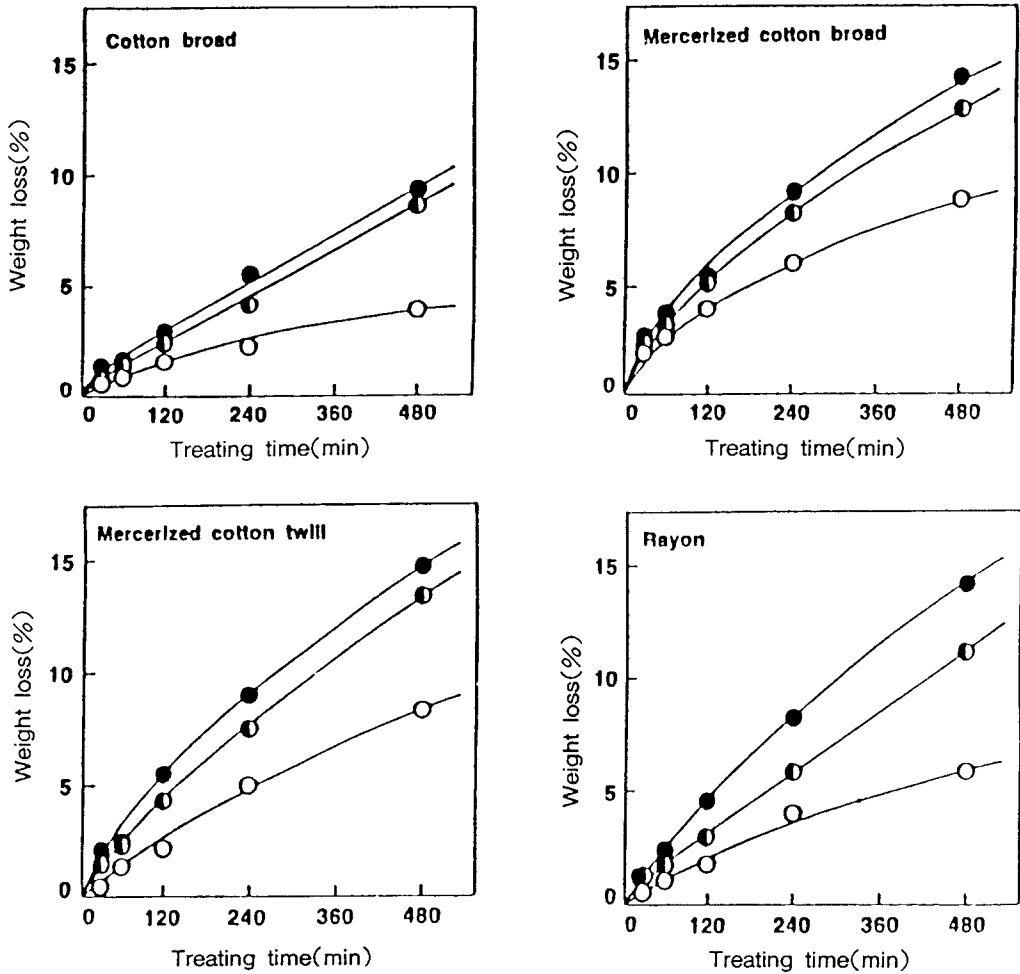 Cotton broad
15
10
5
0
Weight loss(%)
0 120 240 360 480
Treating time(min)
Mercerized cotton broad
15
10
5
0
Weight loss(%)
0 120 240 360 480
Treating time(min)
Mercerized cotton twill
15
10
5
0
Weight loss(%)
0 120 240 360 480
Treating time(min)
Rayon
15
10
5
0
Weight loss(%)
0 120 240 360 480
Treating time(min)